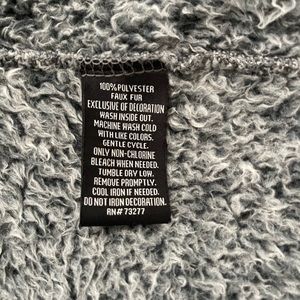 100%POLYESTER
FAUX FUR
EXCLUSIVE OF DECORATION
WASH INSIDE OUT.
MACHINE WASH COLD
WITH LIKE COLORS.
GENTLE CYCLE.
ONLY NON-CHLORINE
BLEACH WHEN NEEDED.
TUMBLE DRY LOW.
REMOVE PROMPTLY.
COOL IRON IF NEEDED.
DO NOT IRON DECORATION.
RN#73277